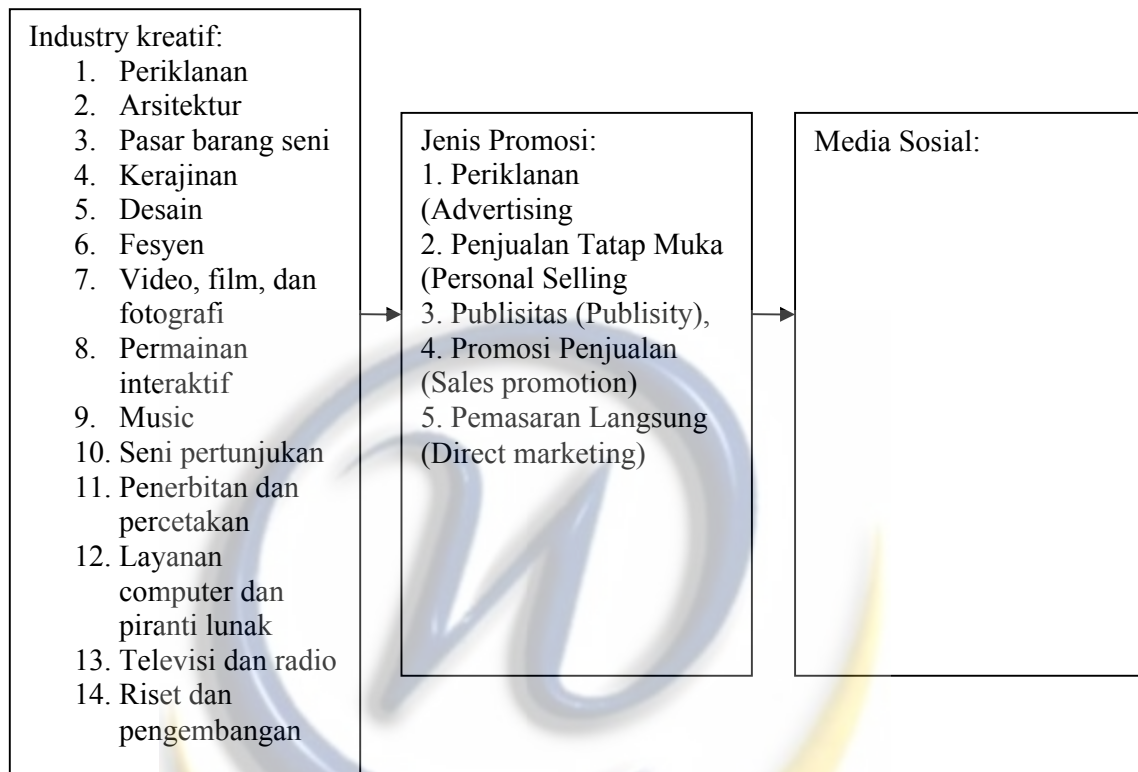 Industry kreatif:
1. Periklanan
2. Arsitektur
3. Pasar barang seni
4. Kerajinan
5. Desain
6. Fesyen
7. Video, film, dan
fotografi
8. Permainan
interaktif
9. Music
10. Seni pertunjukan
11. Penerbitan dan
percetakan
12. Layanan
computer dan
piranti lunak
13. Televisi dan radio
14. Riset dan
pengembangan
Jenis Promosi:
1. Periklanan
(Advertising
2. Penjualan Tatap Muka
(Personal Selling
3. Publisitas (Publisity),
4. Promosi Penjualan
(Sales promotion)
5. Pemasaran Langsung
(Direct marketing)
Media Sosial: